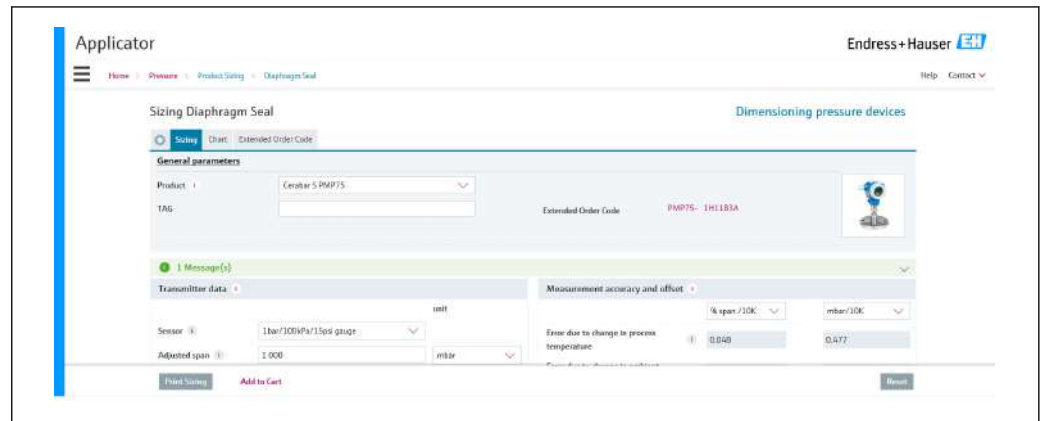 Applicator
Endress+Hauser EH
Home > Pressure > Product Sizing > Diaphragm Seal
Help Contact
Sizing Diaphragm Seal
Dimensioning pressure devices
Sizing Chart Extended Order Code
General parameters
Product i Cerabar S PMP75
TAG
Extended Order Code PMP75- 1H11B3A
1 Message(s)
Transmitter data i
Measurement accuracy and offset i
unit
% span /10K mbar/10K
Sensor i 1bar/100kPa/15psi gauge
Error due to change in process
temperature i 0.048 0.477
Adjusted span i 1 000 mbar
Print Sizing Add to Cart Reset